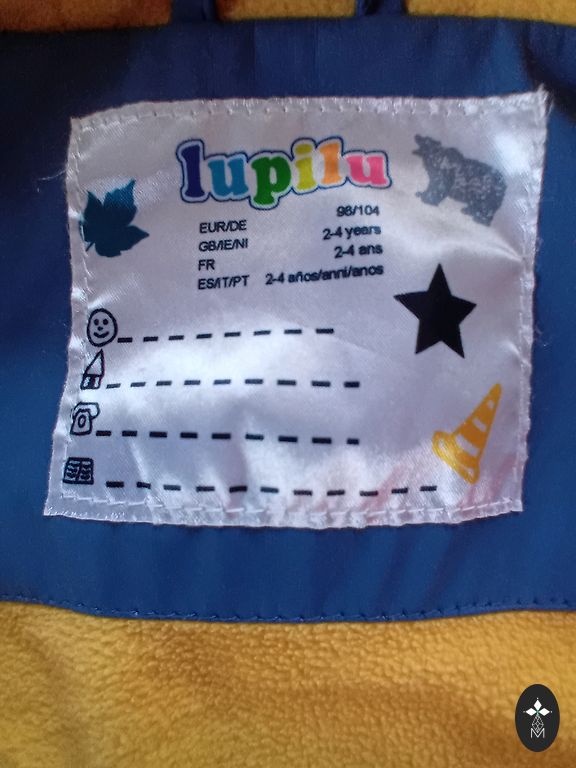 lupilu
EUR/DE 98/104
GB/IE/NI 2-4 years
FR 2-4 ans
ES/IT/PT 2-4 años/anni/anos
M